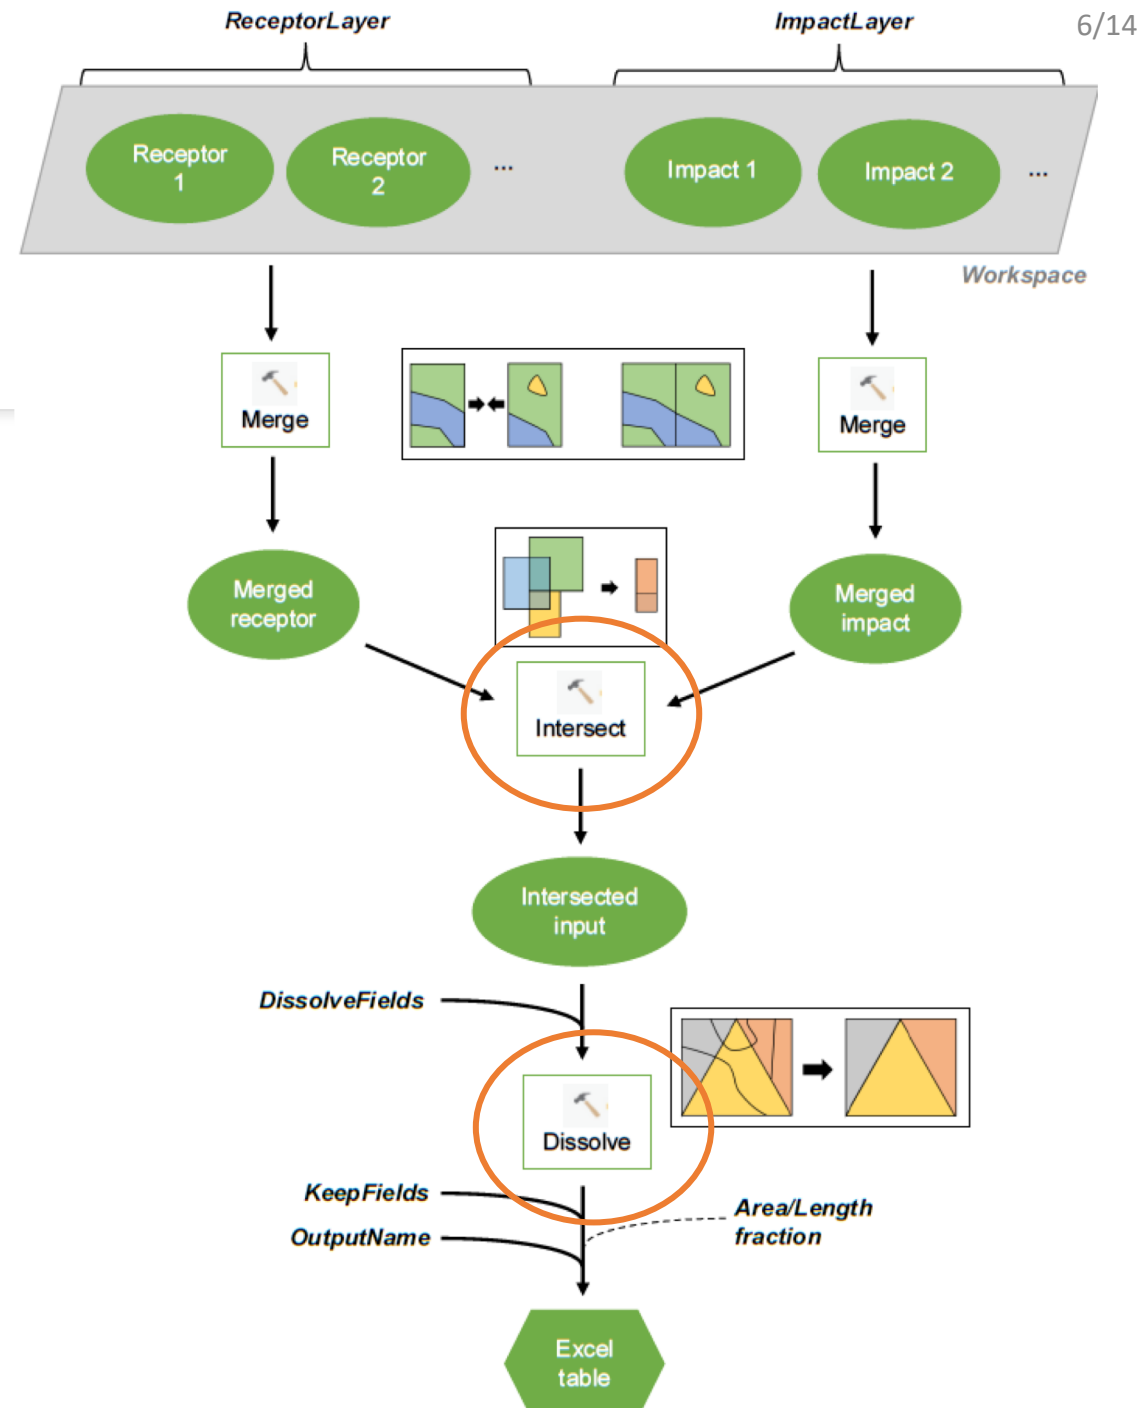 ReceptorLayer
ImpactLayer
6/14
Receptor
1
Receptor
2
...
Impact 1
Impact 2
...
Workspace
Merge
Merge
Merged
receptor
Merged
impact
Intersect
Intersected
input
DissolveFields
Dissolve
KeepFields
OutputName
Area/Length
fraction
Excel
table